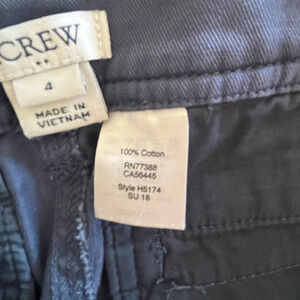 CREW
4
MADE IN
VIETNAM
100% Cotton
RN77388
CA56445
Style H5174
SU 18